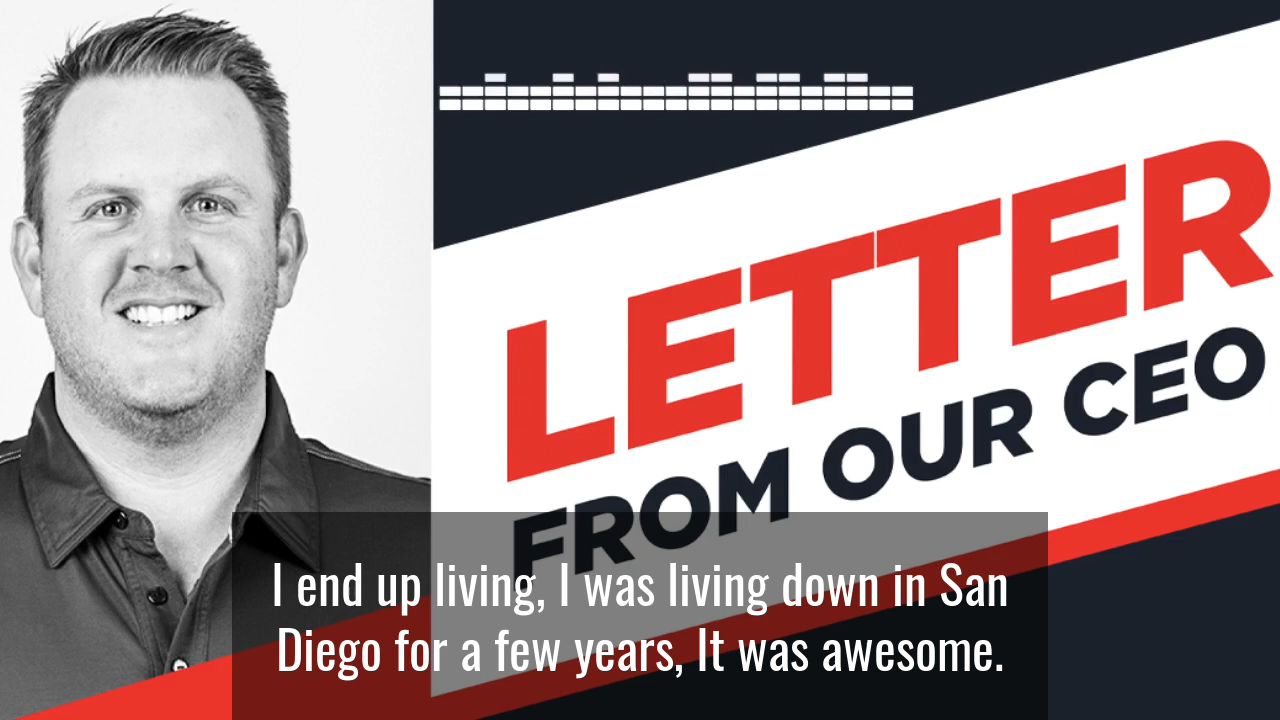 LETTER
FROM OUR CEO
I end up living, I was living down in San
Diego for a few years, It was awesome.